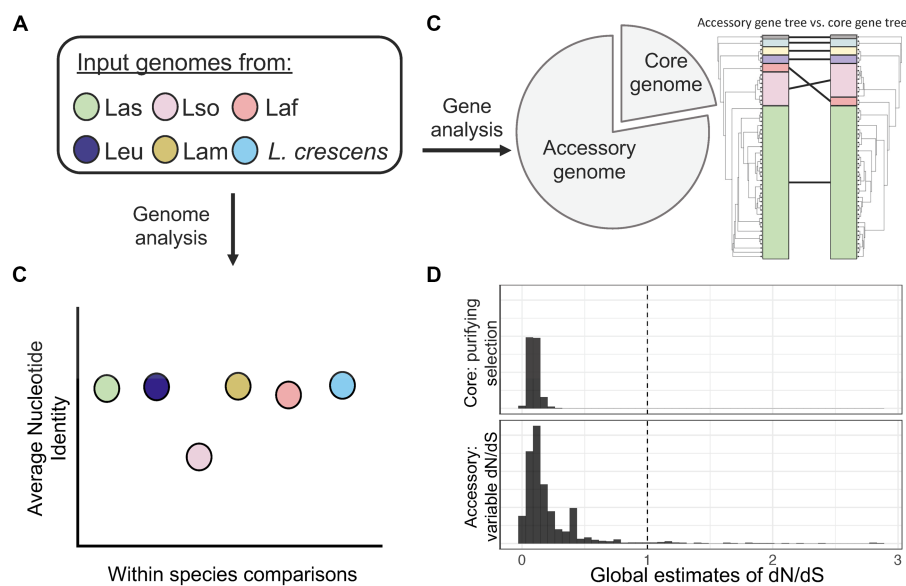 A
Input genomes from:
Las Lso Laf
Leu Lam L. crescens
Genome
analysis
C
Gene
analysis
Core
genome
Accessory
genome
Accessory gene tree vs. core gene tree
C
Average Nucleotide
Identity
Within species comparisons
D
Core: purifying
selection
Accessory:
variable dN/dS
0 1 2 3
Global estimates of dN/dS